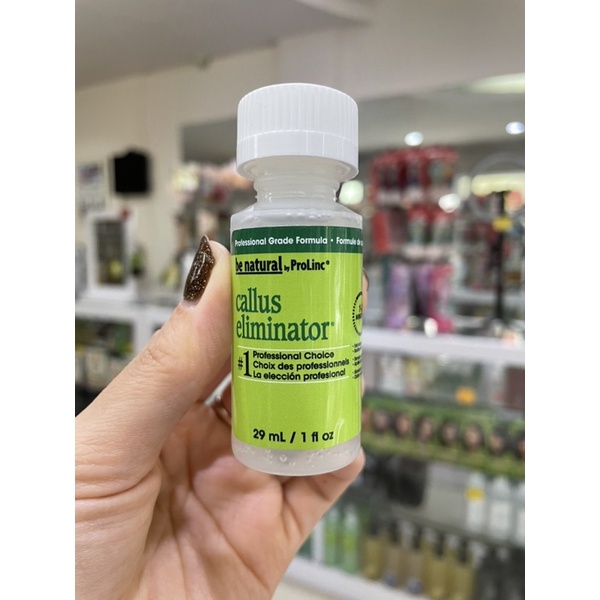 Professional Grade Formula • Formule de
be natural by ProLinc®
callus
eliminator®
#1 Professional Choice
Choix des professionnels
La elección profesional
29 mL / 1 fl oz